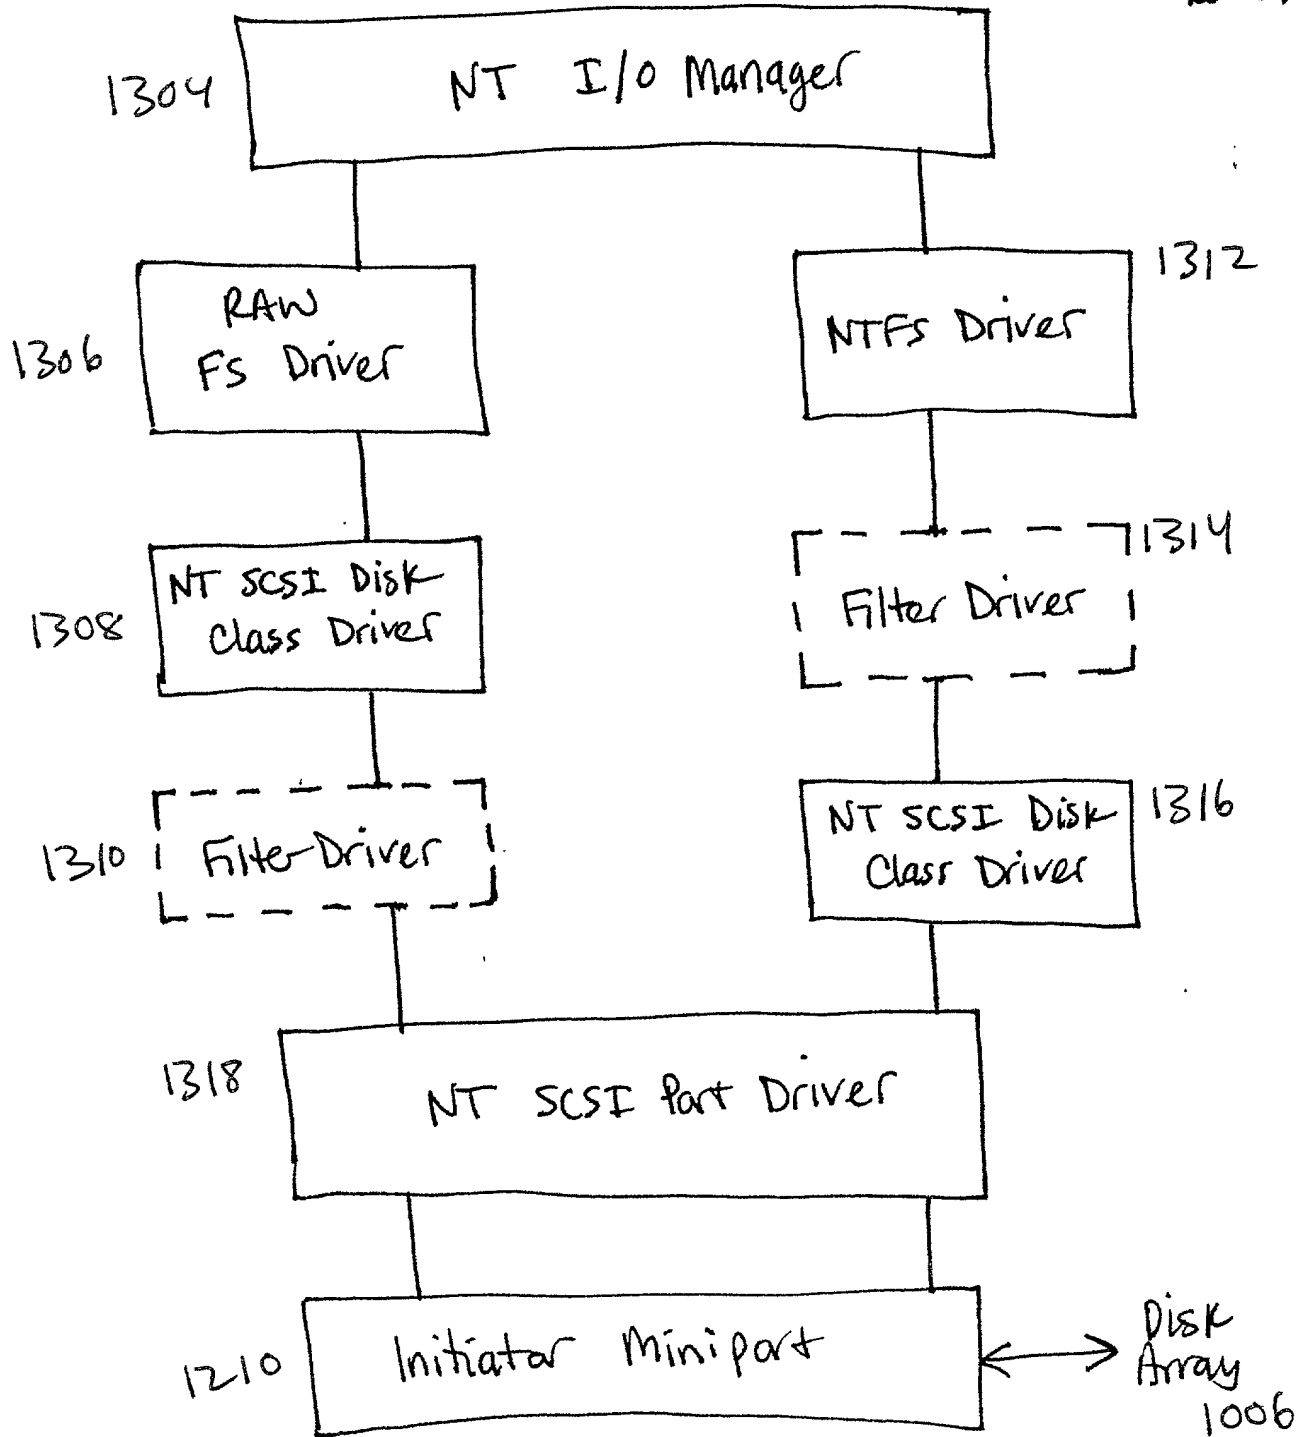 1304
NT I/O Manager
1306
RAW
FS Driver
1312
NTFS Driver
1308
NT SCSI Disk
Class Driver
1314
Filter Driver
1310
Filter Driver
1316
NT SCSI Disk
Class Driver
1318
NT SCSI Port Driver
1210
Initiator Miniport
Disk
Array
1006